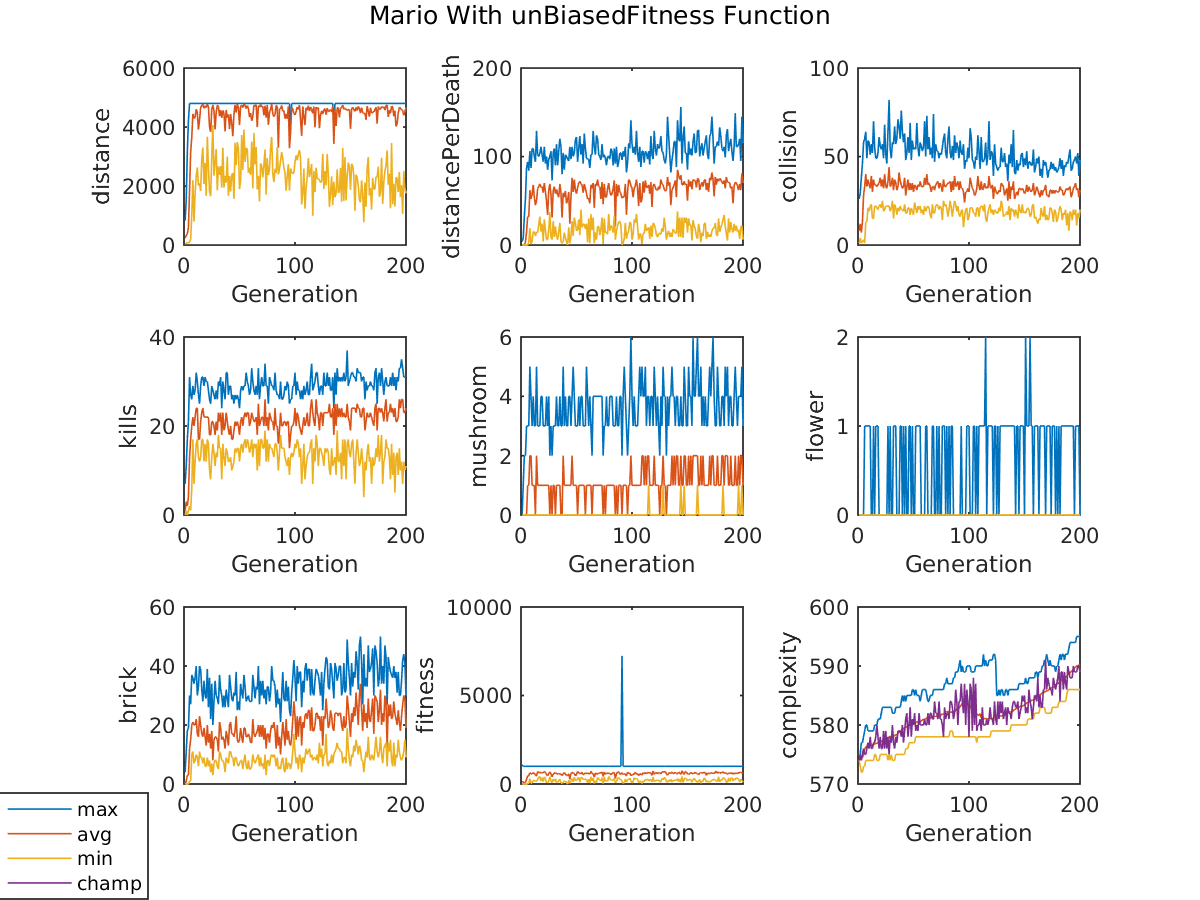 Mario With unBiasedFitness Function
6000
4000
2000
0
distance
0 100 200
Generation
200
100
0
distancePerDeath
0 100 200
Generation
100
50
0
collision
0 100 200
Generation
40
20
0
kills
0 100 200
Generation
6
4
2
0
mushroom
0 100 200
Generation
2
1
0
flower
0 100 200
Generation
60
40
20
0
brick
0 100 200
Generation
10000
5000
0
fitness
0 100 200
Generation
600
590
580
570
complexity
0 100 200
Generation
max
avg
min
champ